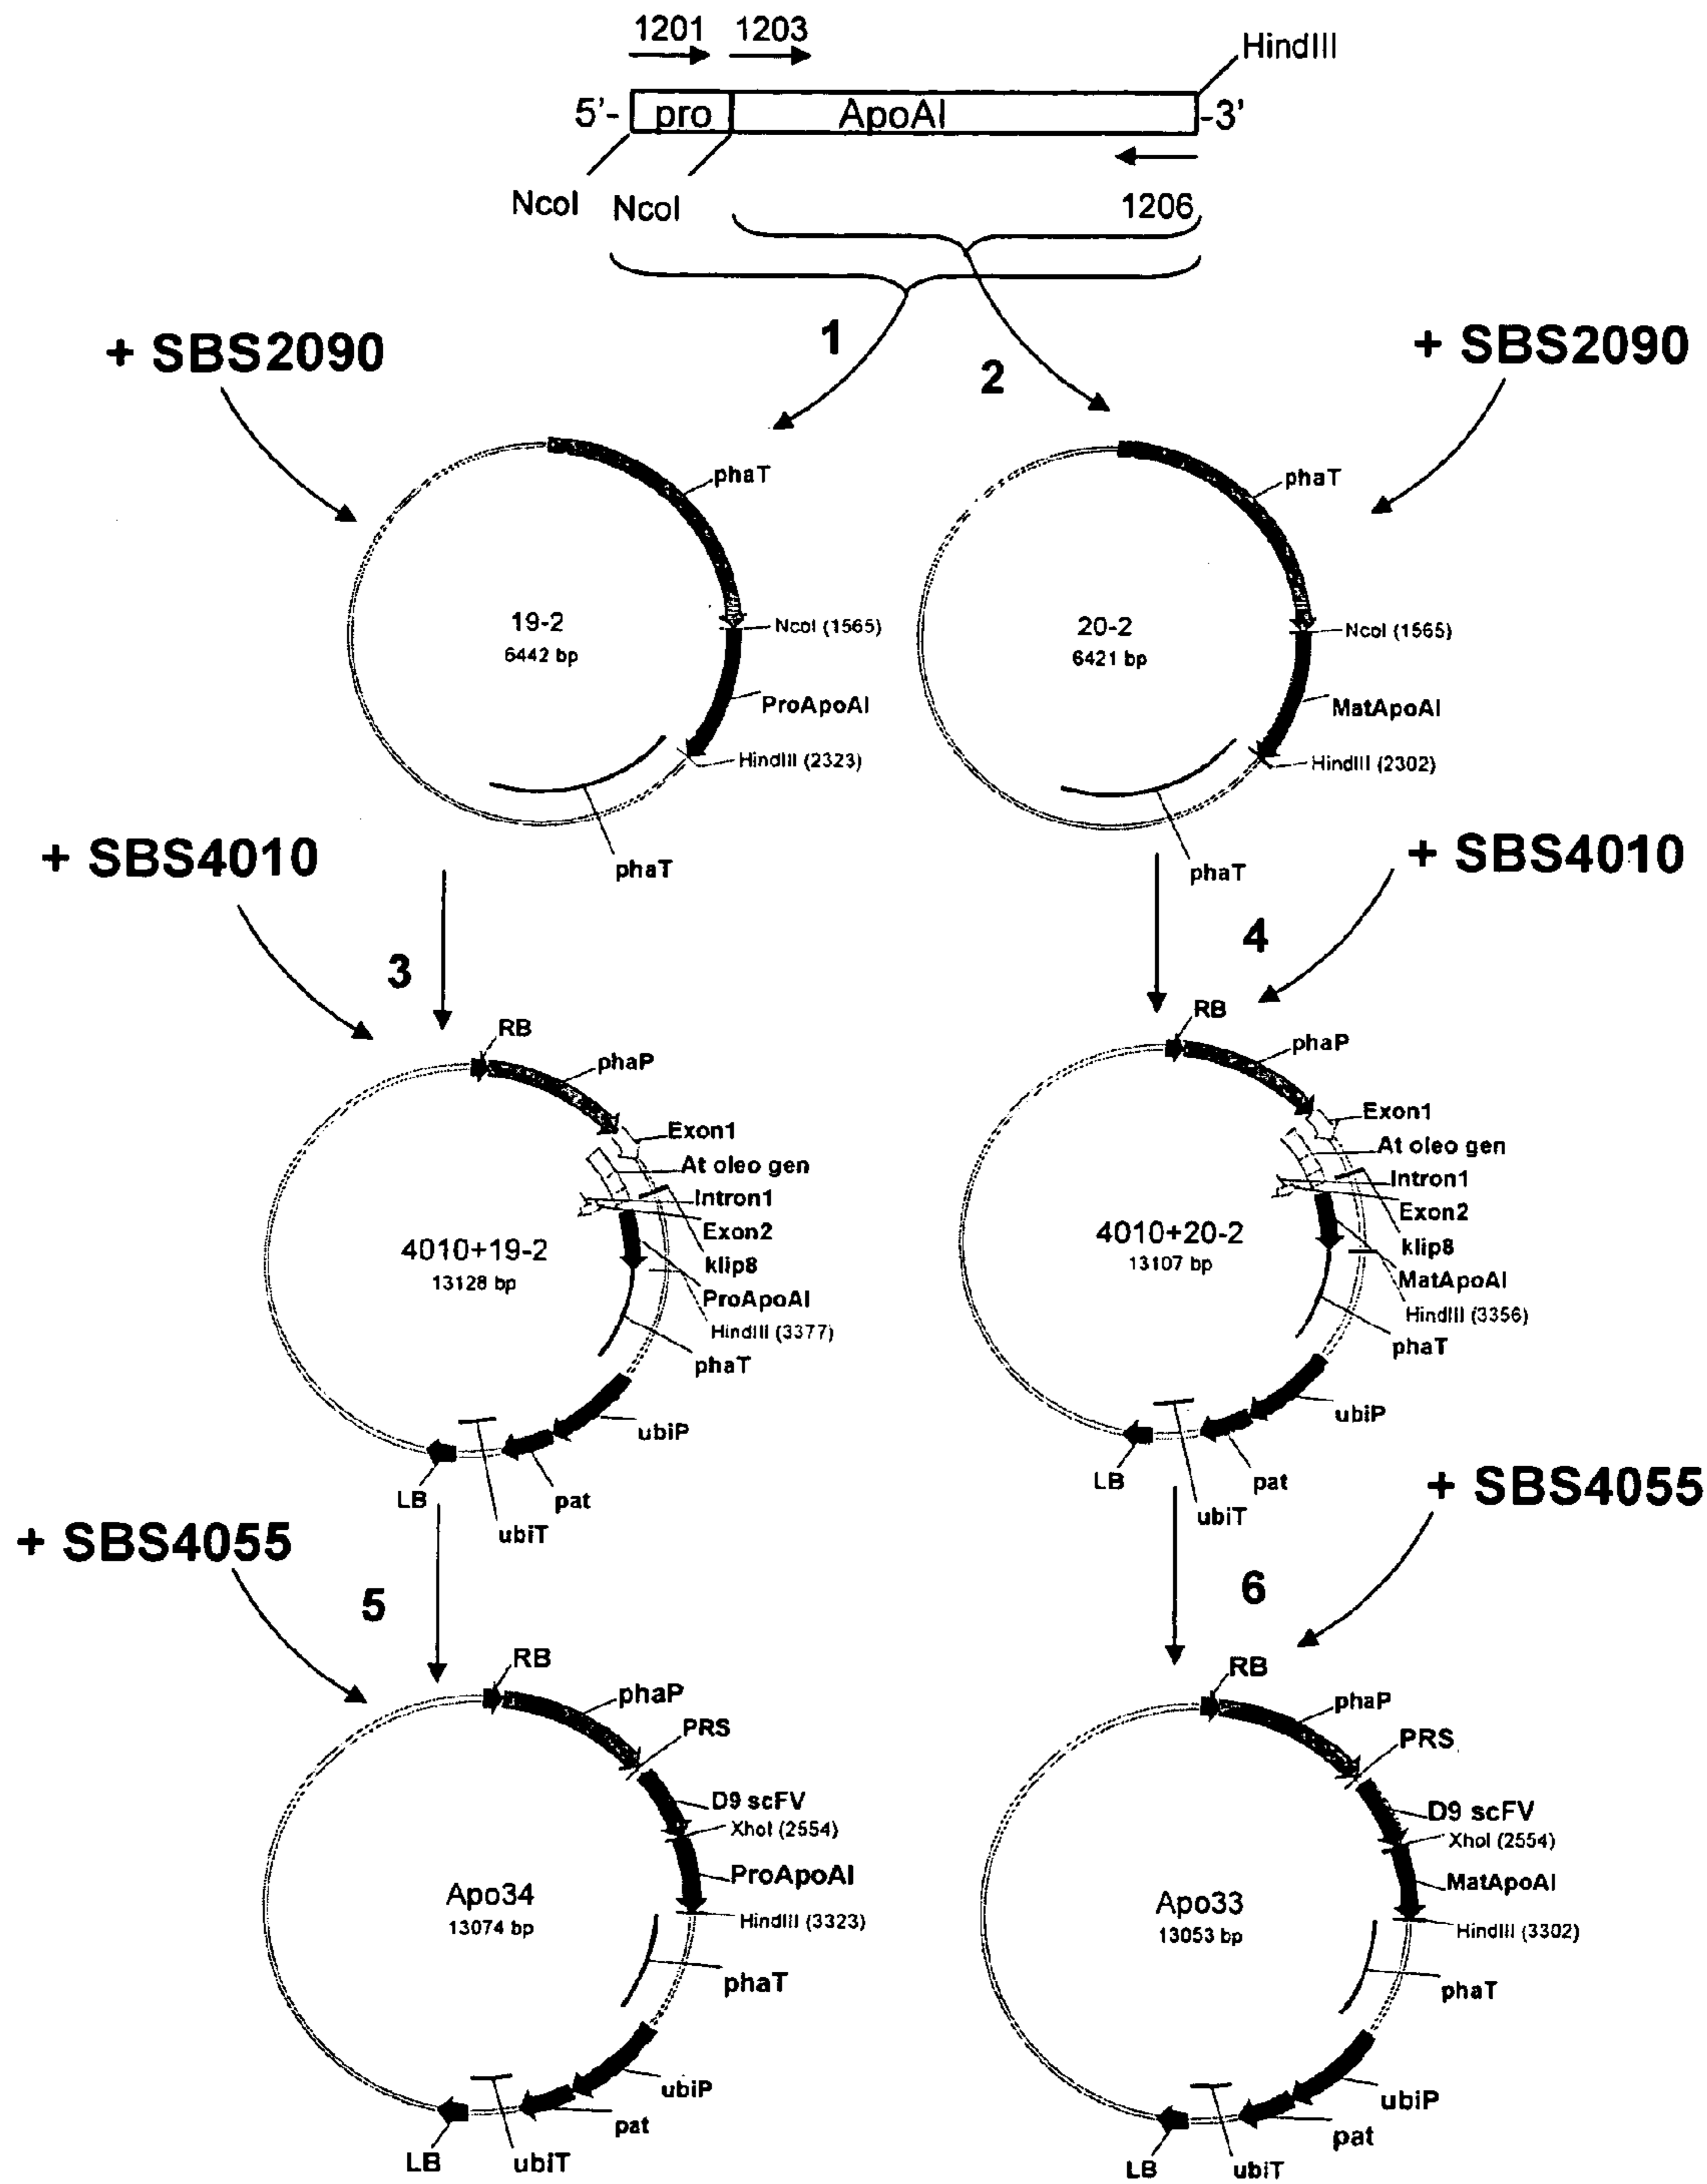 1201 1203
HindIII
5'- pro ApoAI -3'
NcoI NcoI
1206
1
2
+ SBS2090
+ SBS2090
phaT
19-2
6442 bp
NcoI (1565)
ProApoAI
HindIII (2323)
phaT
phaT
20-2
6421 bp
NcoI (1565)
MatApoAI
HindIII (2302)
phaT
+ SBS4010
+ SBS4010
3
4
RB
phaP
Exon1
At oleo gen
Intron1
Exon2
klip8
ProApoAI
HindIII (3377)
phaT
4010+19-2
13128 bp
ubiP
pat
ubiT
LB
RB
phaP
Exon1
At oleo gen
Intron1
Exon2
klip8
MatApoAI
HindIII (3356)
phaT
4010+20-2
13107 bp
ubiP
pat
ubiT
LB
+ SBS4055
+ SBS4055
5
6
RB
phaP
PRS
D9 scFV
XhoI (2554)
ProApoAI
HindIII (3323)
Apo34
13074 bp
phaT
ubiP
pat
ubiT
LB
RB
phaP
PRS
D9 scFV
XhoI (2554)
MatApoAI
HindIII (3302)
Apo33
13053 bp
phaT
ubiP
pat
ubiT
LB